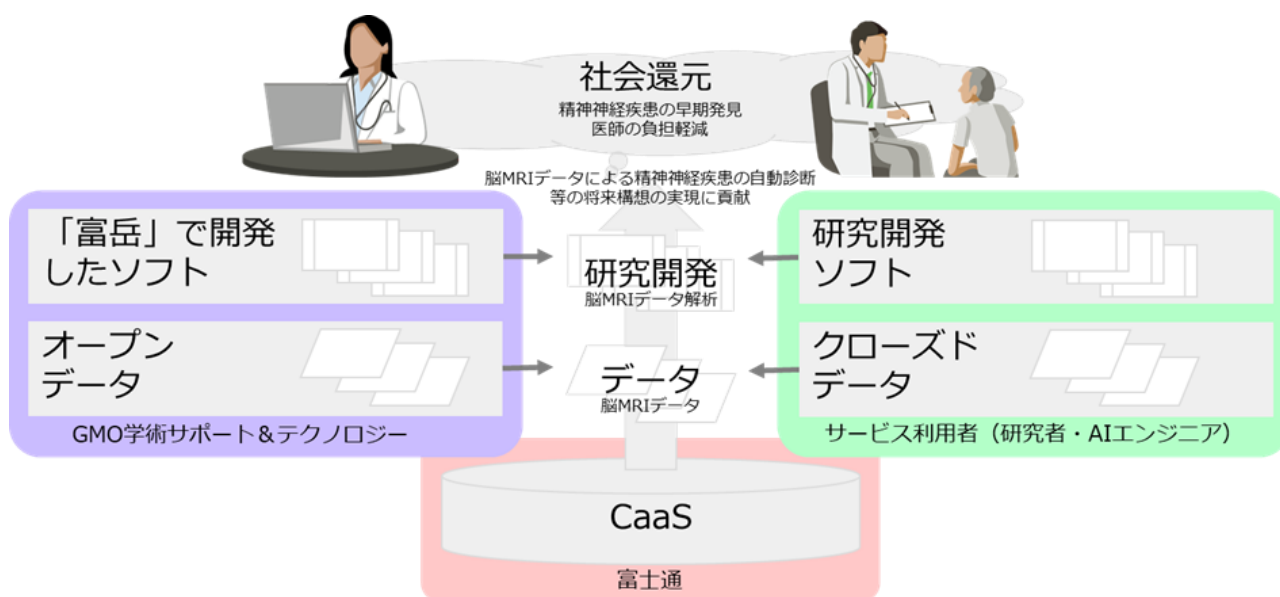 社会還元
精神神経疾患の早期発見
医師の負担軽減
脳MRIデータによる精神神経疾患の自動診断
等の将来構想の実現に貢献
「富岳」で開発
したソフト
オープン
データ
GMO学術サポート＆テクノロジー
研究開発
脳MRIデータ解析
データ
脳MRIデータ
研究開発
ソフト
クローズド
データ
サービス利用者（研究者・AIエンジニア）
CaaS
富士通